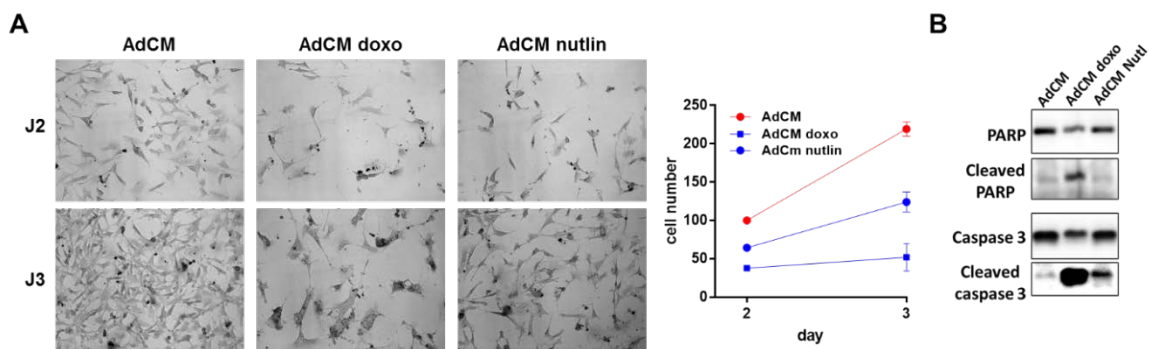 A
AdCM
AdCM doxo
AdCM nutlin
J2
J3
250
200
150
100
50
0
cell number
AdCM
AdCM doxo
AdCm nutlin
2
3
day
B
AdCM
AdCM doxo
AdCM Nutl
PARP
Cleaved
PARP
Caspase 3
Cleaved
caspase 3